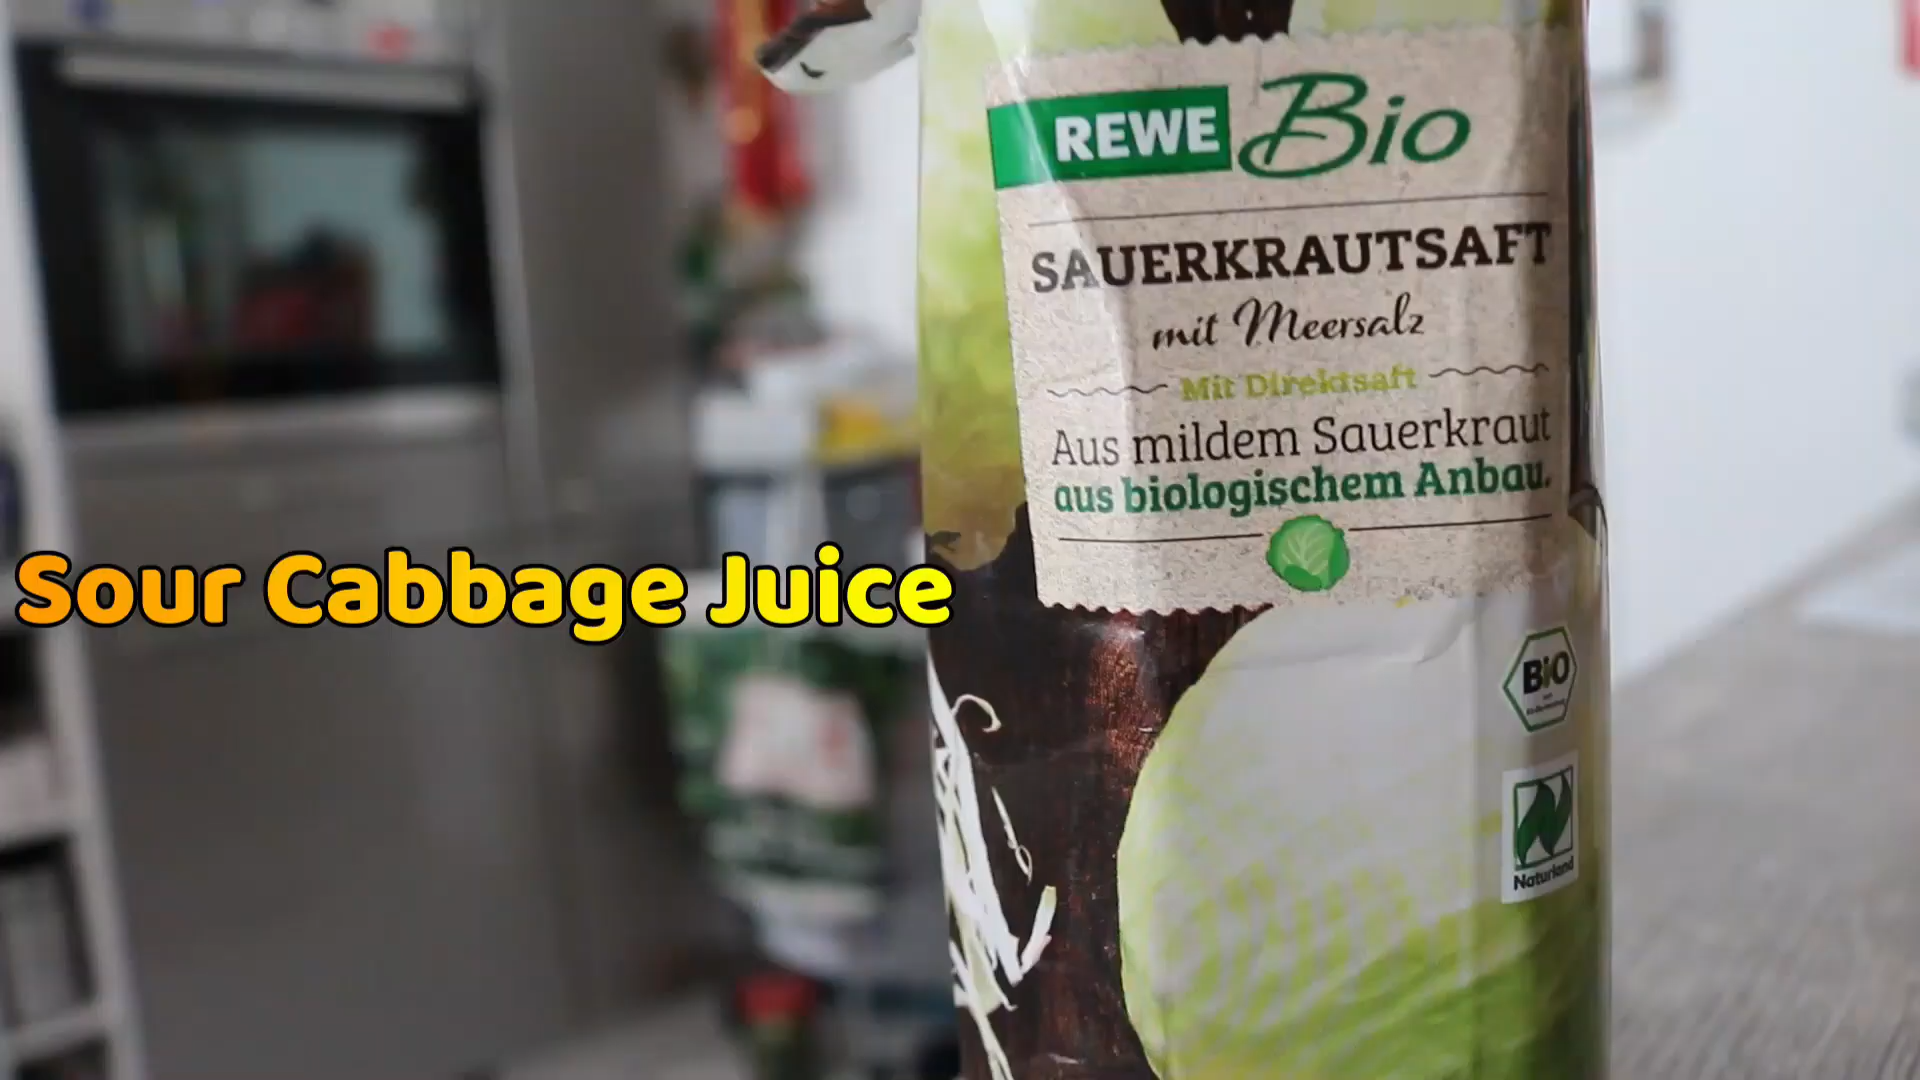 REWE Bio
SAUERKRAUTSAFT
mit Meersalz
Mit Direktsaft
Aus mildem Sauerkraut
aus biologischem Anbau.
Sour Cabbage Juice
BIO
Naturland